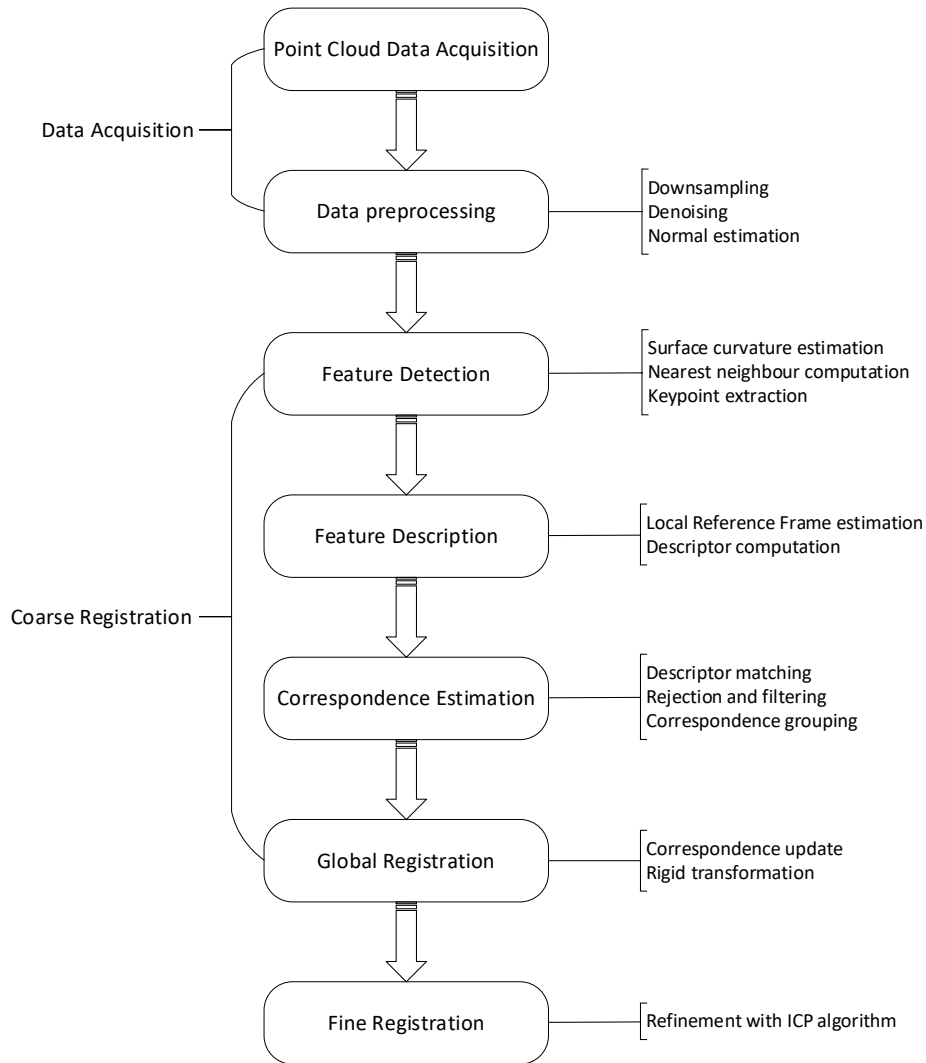 Point Cloud Data Acquisition
Data Acquisition
Data preprocessing
Downsampling
Denoising
Normal estimation
Feature Detection
Surface curvature estimation
Nearest neighbour computation
Keypoint extraction
Feature Description
Local Reference Frame estimation
Descriptor computation
Coarse Registration
Correspondence Estimation
Descriptor matching
Rejection and filtering
Correspondence grouping
Global Registration
Correspondence update
Rigid transformation
Fine Registration
Refinement with ICP algorithm